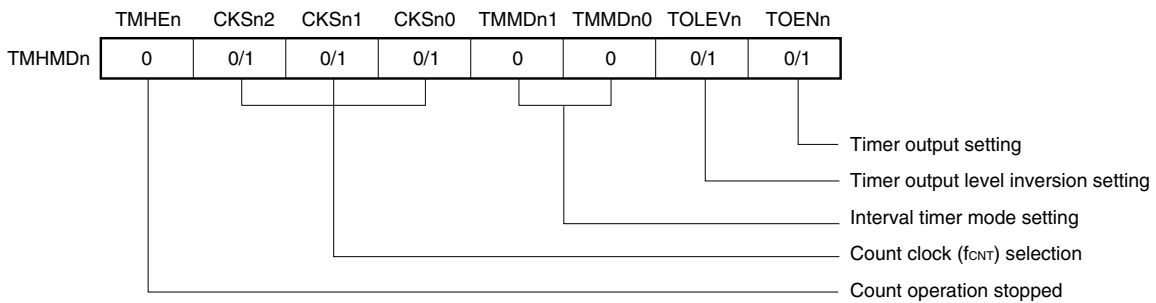 TMHEn CKSn2 CKSn1 CKSn0 TMMDn1 TMMDn0 TOLEVn TOENn
TMHMDn 0 0/1 0/1 0/1 0 0 0/1 0/1
Timer output setting
Timer output level inversion setting
Interval timer mode setting
Count clock (fCNT) selection
Count operation stopped